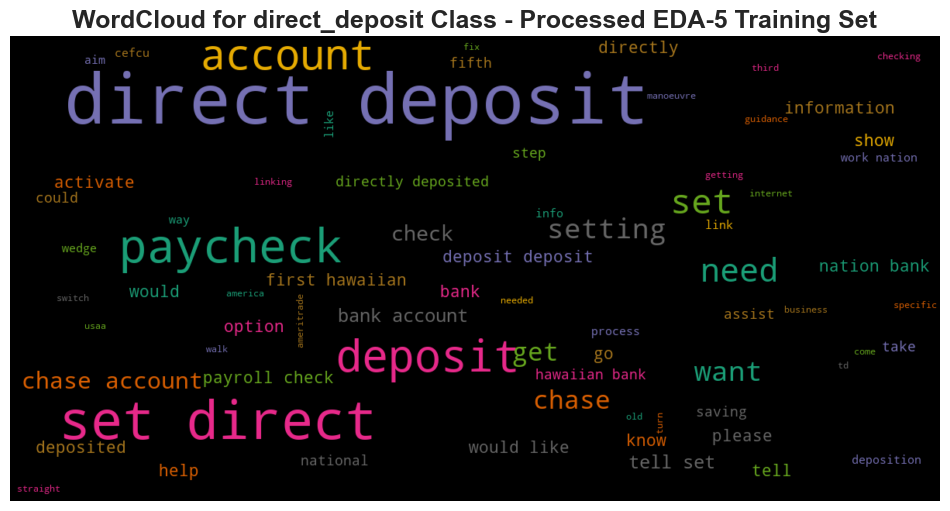 WordCloud for direct_deposit Class - Processed EDA-5 Training Set
fix
aim
cefcu
account
fifth
directly
checking
third
direct deposit
manoeuvre
information
like
guidance
step
show
work nation
activate
linking
directly deposited
getting
could
set
internet
way
info
link
wedge
paycheck
check
setting
deposit deposit
need
nation bank
first hawaiian
would
america
bank
needed
switch
ameritrade
bank account
assist
business
specific
usaa
option
process
take
walk
deposit
get
go
come
td
chase account
payroll check
hawaiian bank
want
chase
set direct
old
turn
saving
know
please
deposited
would like
national
help
tell set
tell
deposition
straight